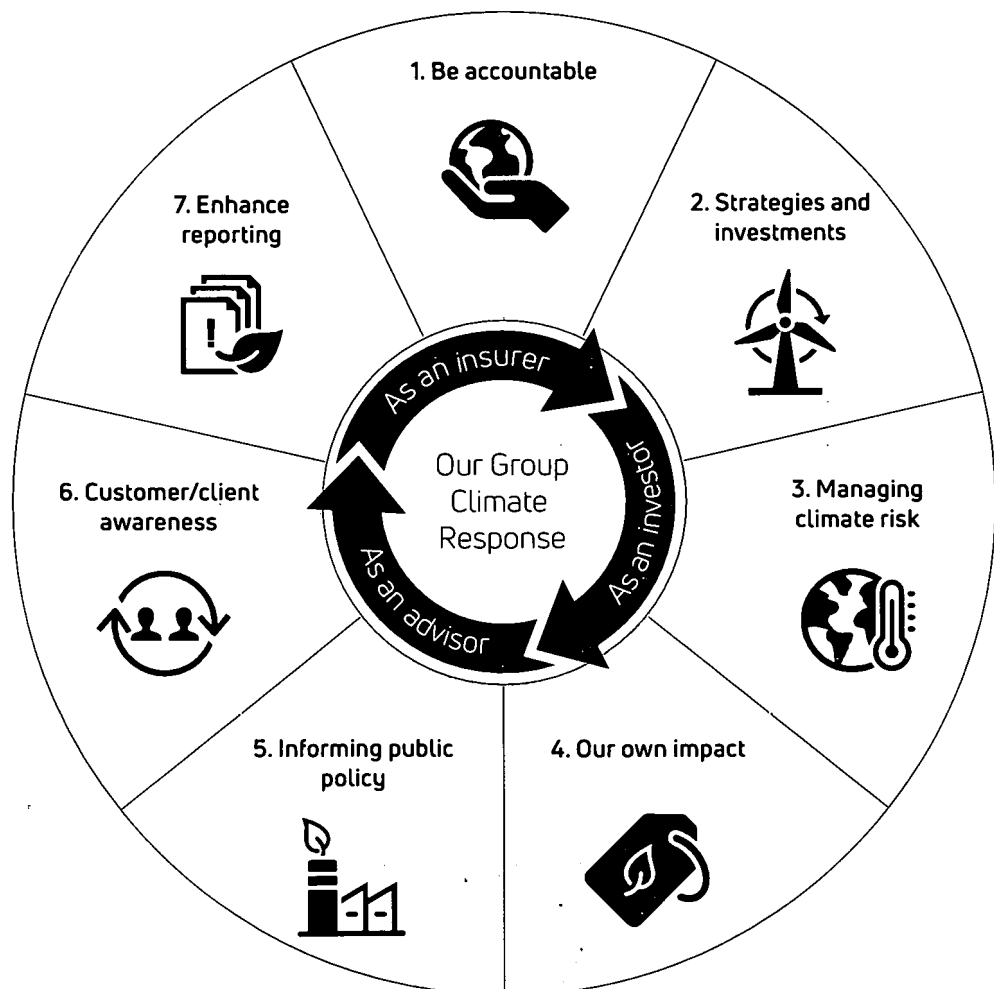 1. Be accountable
2. Strategies and
investments
3. Managing
climate risk
4. Our own impact
5. Informing public
policy
6. Customer/client
awareness
7. Enhance
reporting
As an insurer
As an investor
As an advisor
Our Group
Climate
Response
!